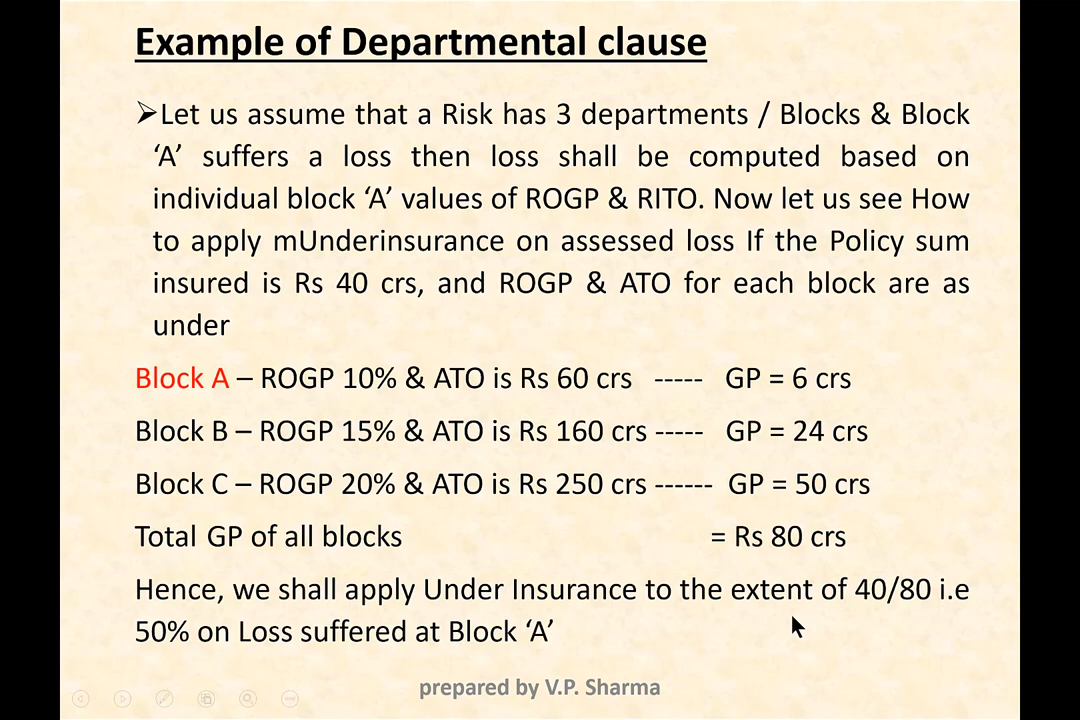 Example of Departmental clause
➢Let us assume that a Risk has 3 departments / Blocks & Block
‘A’ suffers a loss then loss shall be computed based on
individual block ‘A’ values of ROGP & RITO. Now let us see How
to apply mUnderinsurance on assessed loss If the Policy sum
insured is Rs 40 crs, and ROGP & ATO for each block are as
under
Block A – ROGP 10% & ATO is Rs 60 crs ----- GP = 6 crs
Block B – ROGP 15% & ATO is Rs 160 crs ----- GP = 24 crs
Block C – ROGP 20% & ATO is Rs 250 crs ------ GP = 50 crs
Total GP of all blocks = Rs 80 crs
Hence, we shall apply Under Insurance to the extent of 40/80 i.e
50% on Loss suffered at Block ‘A’
prepared by V.P. Sharma